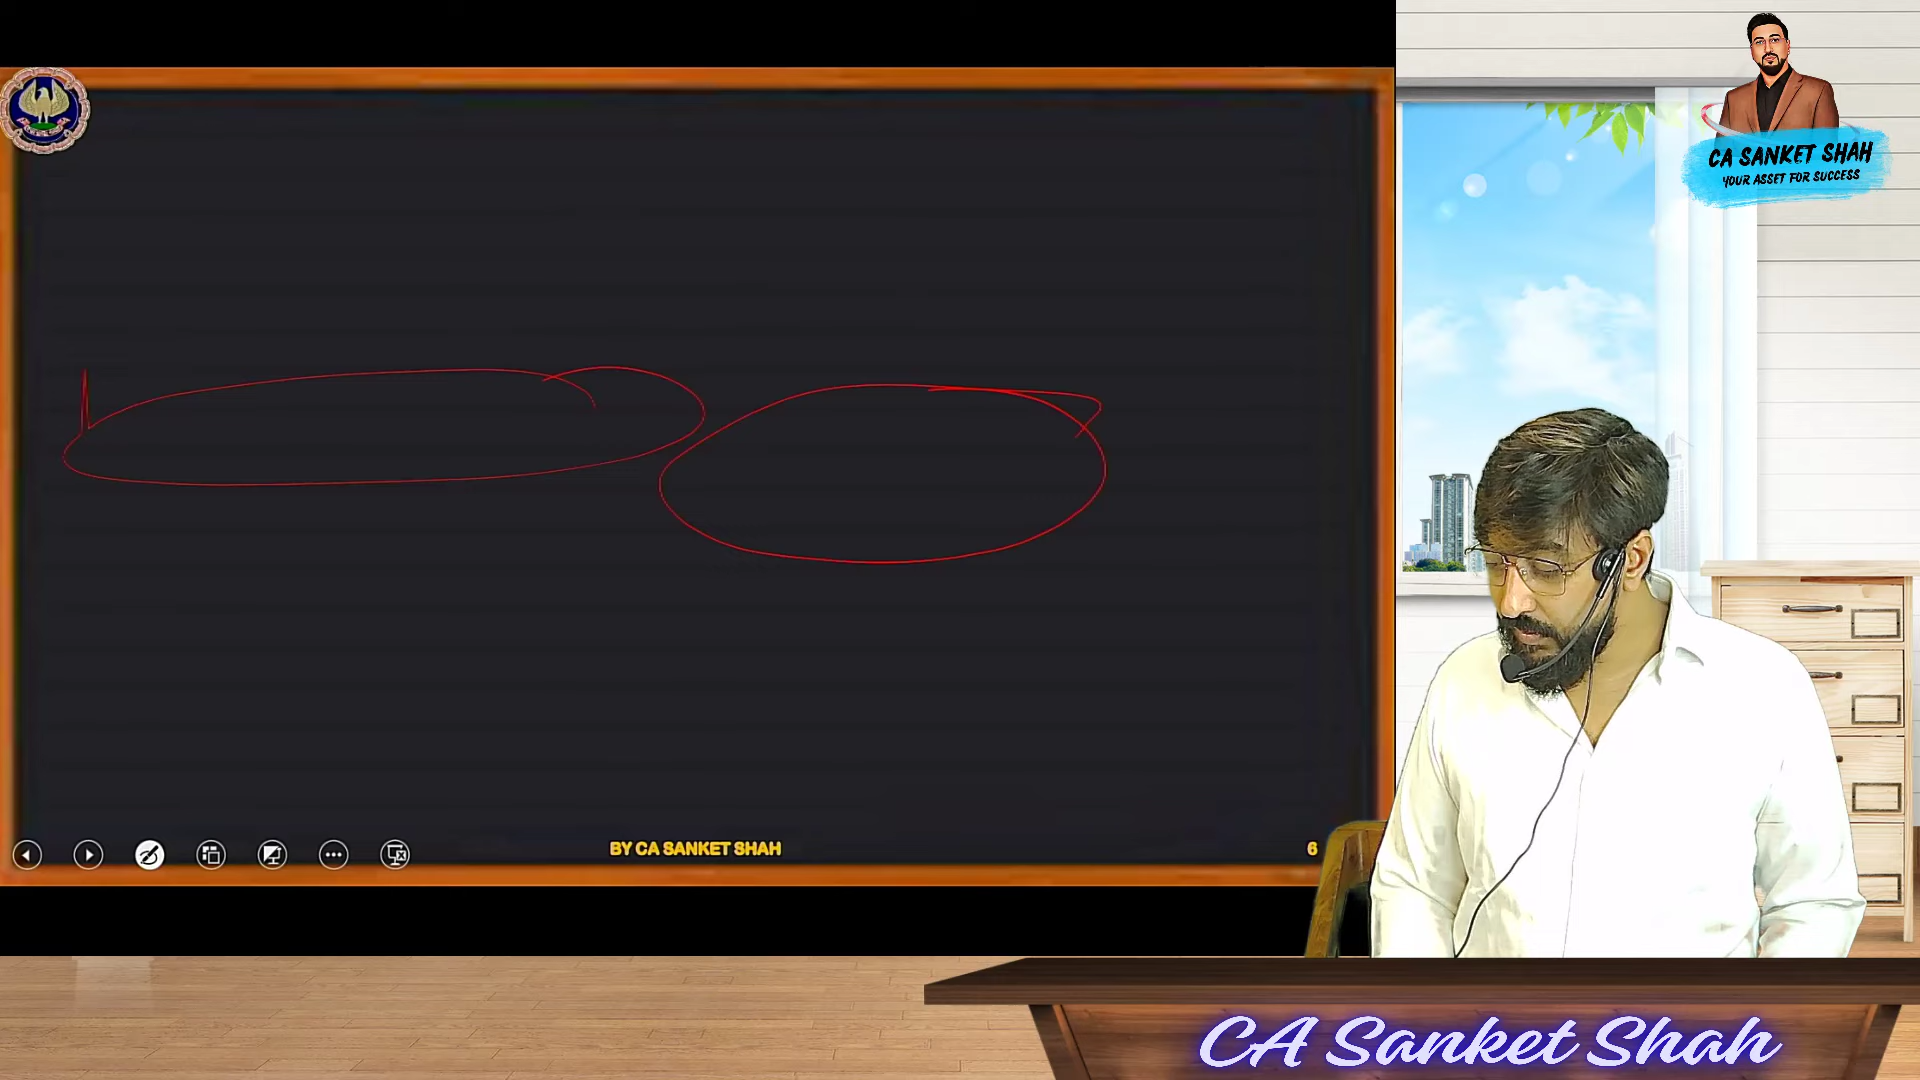 CA SANKET SHAH
YOUR ASSET FOR SUCCESS
BY CA SANKET SHAH
6
CA Sanket Shah